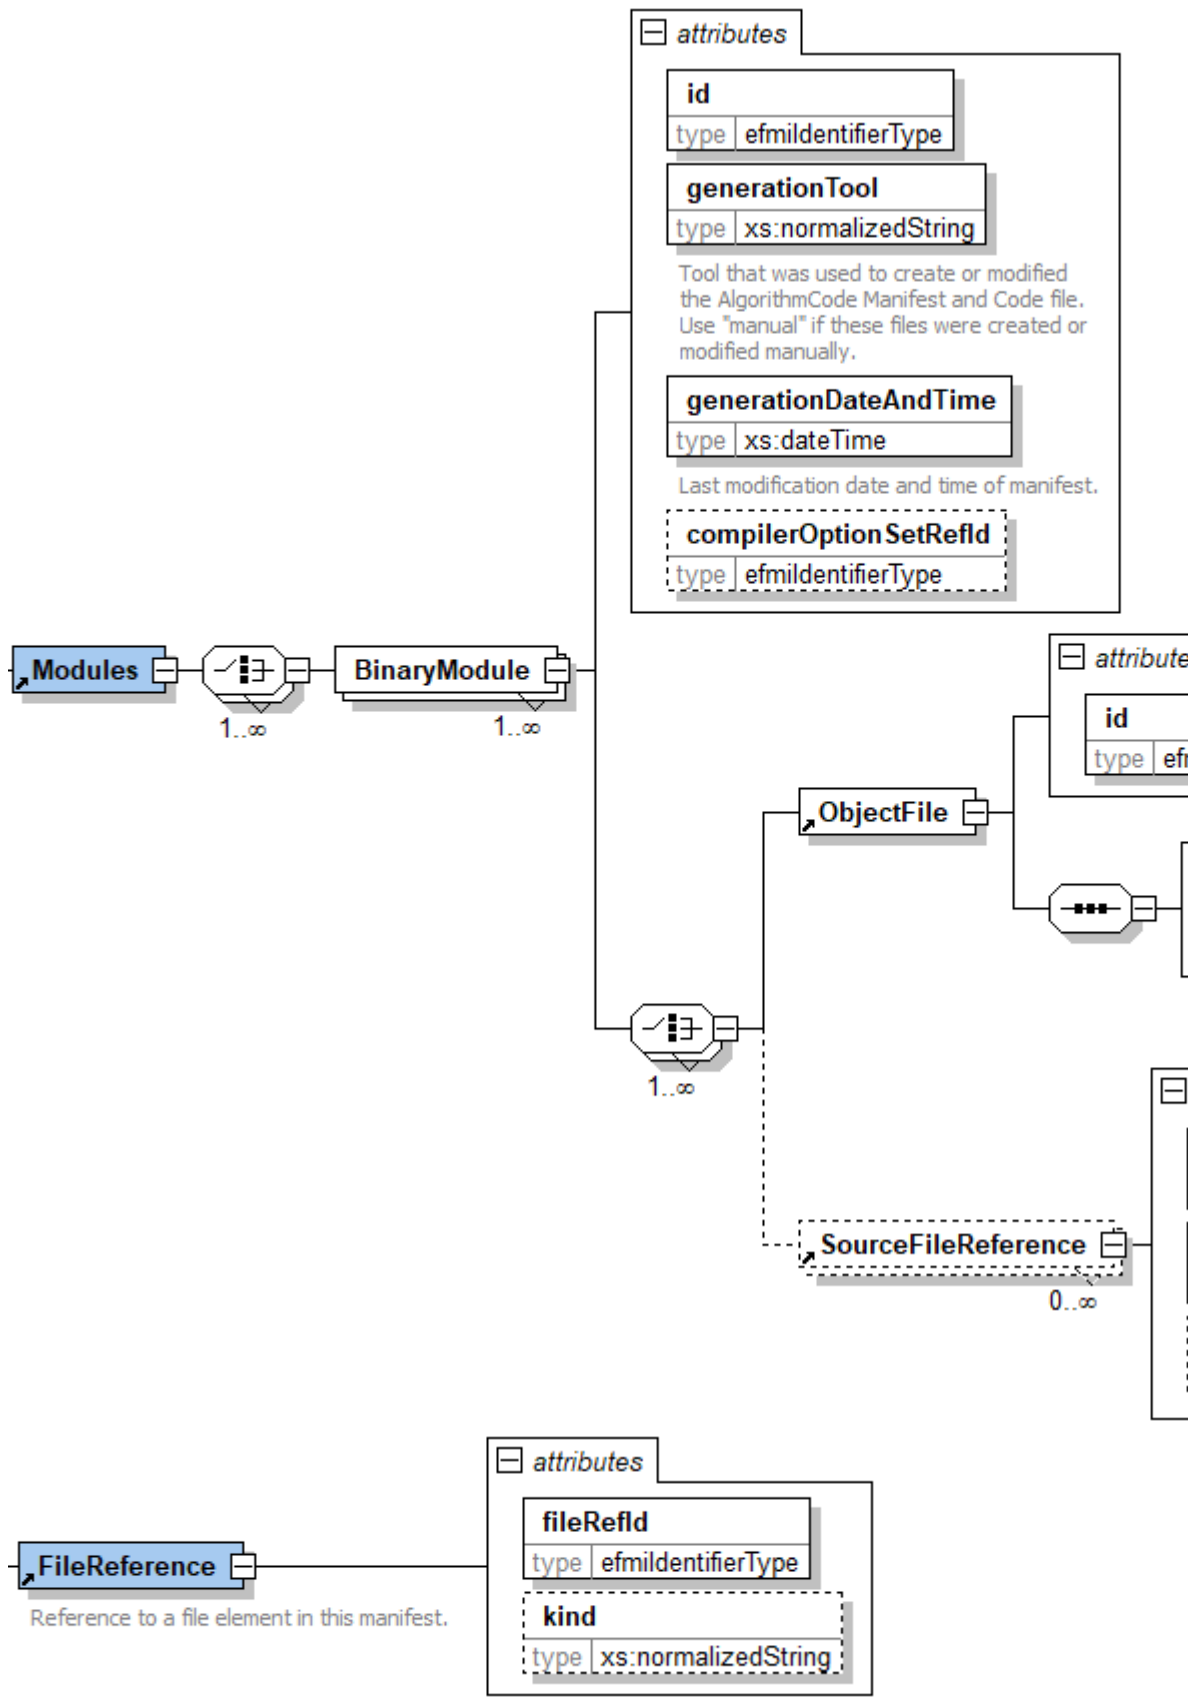 attributes
id
type efmiIdentifierType
generationTool
type xs:normalizedString
Tool that was used to create or modified
the AlgorithmCode Manifest and Code file.
Use "manual" if these files were created or
modified manually.
generationDateAndTime
type xs:dateTime
Last modification date and time of manifest.
compilerOptionSetRefId
type efmiIdentifierType
Modules
1..∞
BinaryModule
1..∞
attribute
id
type ef
ObjectFile
1..∞
SourceFileReference
0..∞
attributes
fileRefId
type efmiIdentifierType
FileReference
Reference to a file element in this manifest.
kind
type xs:normalizedString